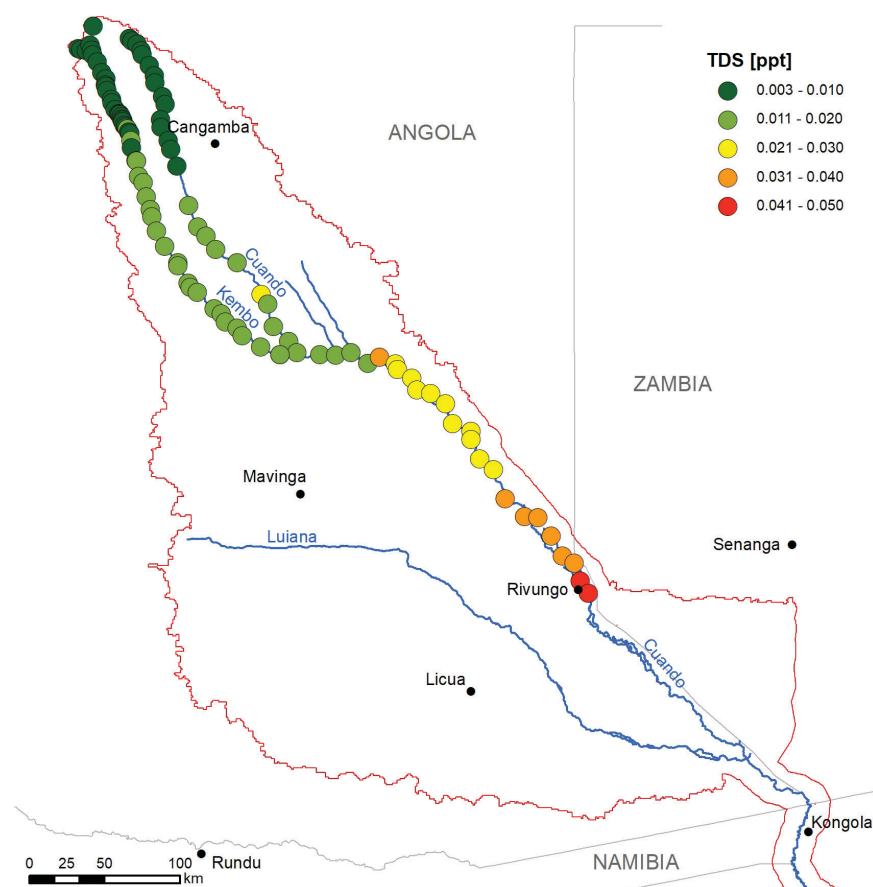 TDS [ppt]
0.003 - 0.010
0.011 - 0.020
0.021 - 0.030
0.031 - 0.040
0.041 - 0.050
Cangamba
ANGOLA
Cuando
Kembo
ZAMBIA
Mavinga
Luiana
Senanga
Rivungo
Cuando
Licua
Kongola
Rundu
NAMIBIA
0 25 50 100
km